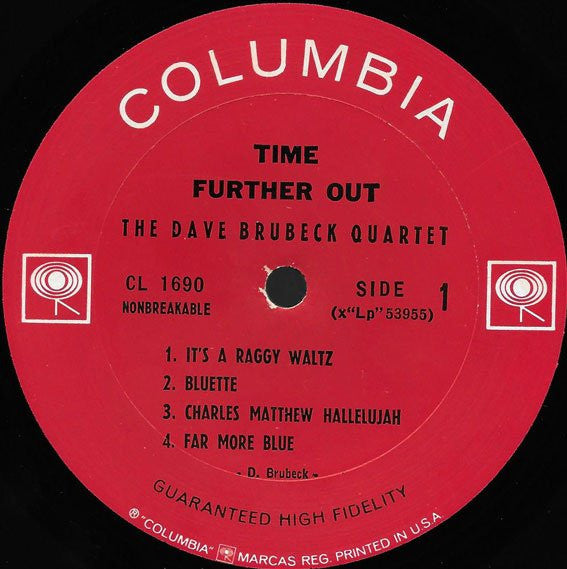 COLUMBIA
TIME
FURTHER OUT
THE DAVE BRUBECK QUARTET
CL 1690
NONBREAKABLE
SIDE 1
(x"Lp" 53955)
1. IT'S A RAGGY WALTZ
2. BLUETTE
3. CHARLES MATTHEW HALLELUJAH
4. FAR MORE BLUE
- D. Brubeck -
GUARANTEED HIGH FIDELITY
® "COLUMBIA" MARCAS REG. PRINTED IN U.S.A.